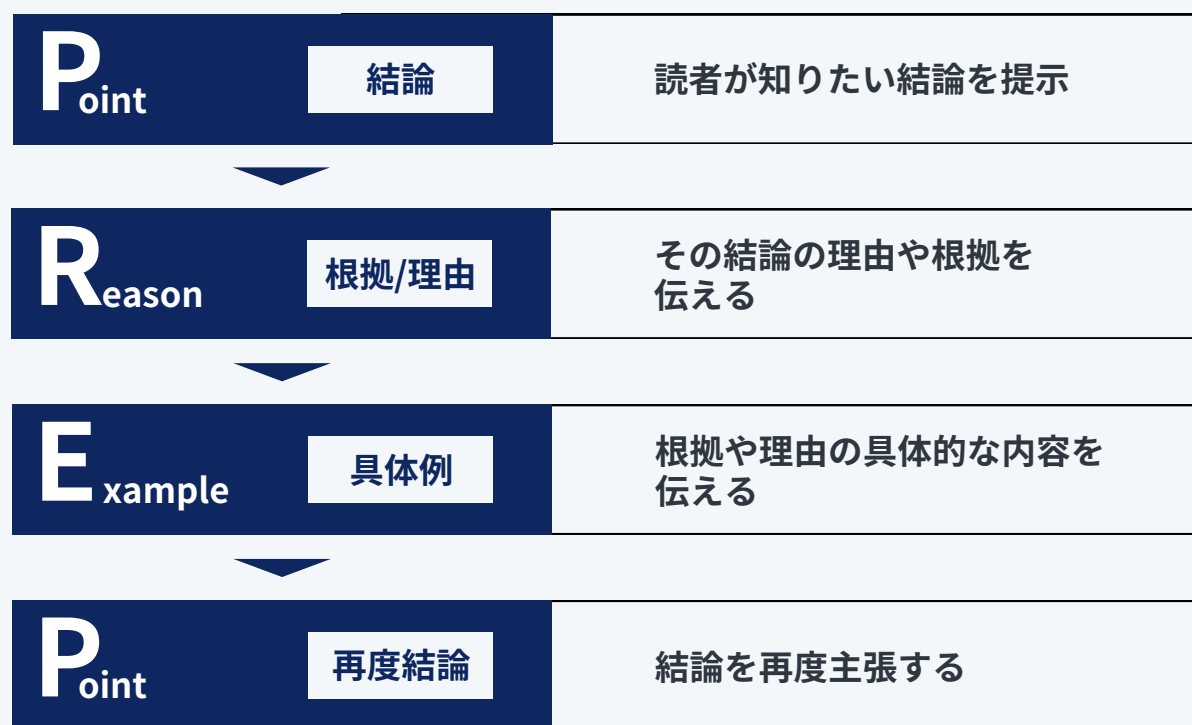 Point
結論
読者が知りたい結論を提示
Reason
根拠/理由
その結論の理由や根拠を
伝える
Example
具体例
根拠や理由の具体的な内容を
伝える
Point
再度結論
結論を再度主張する